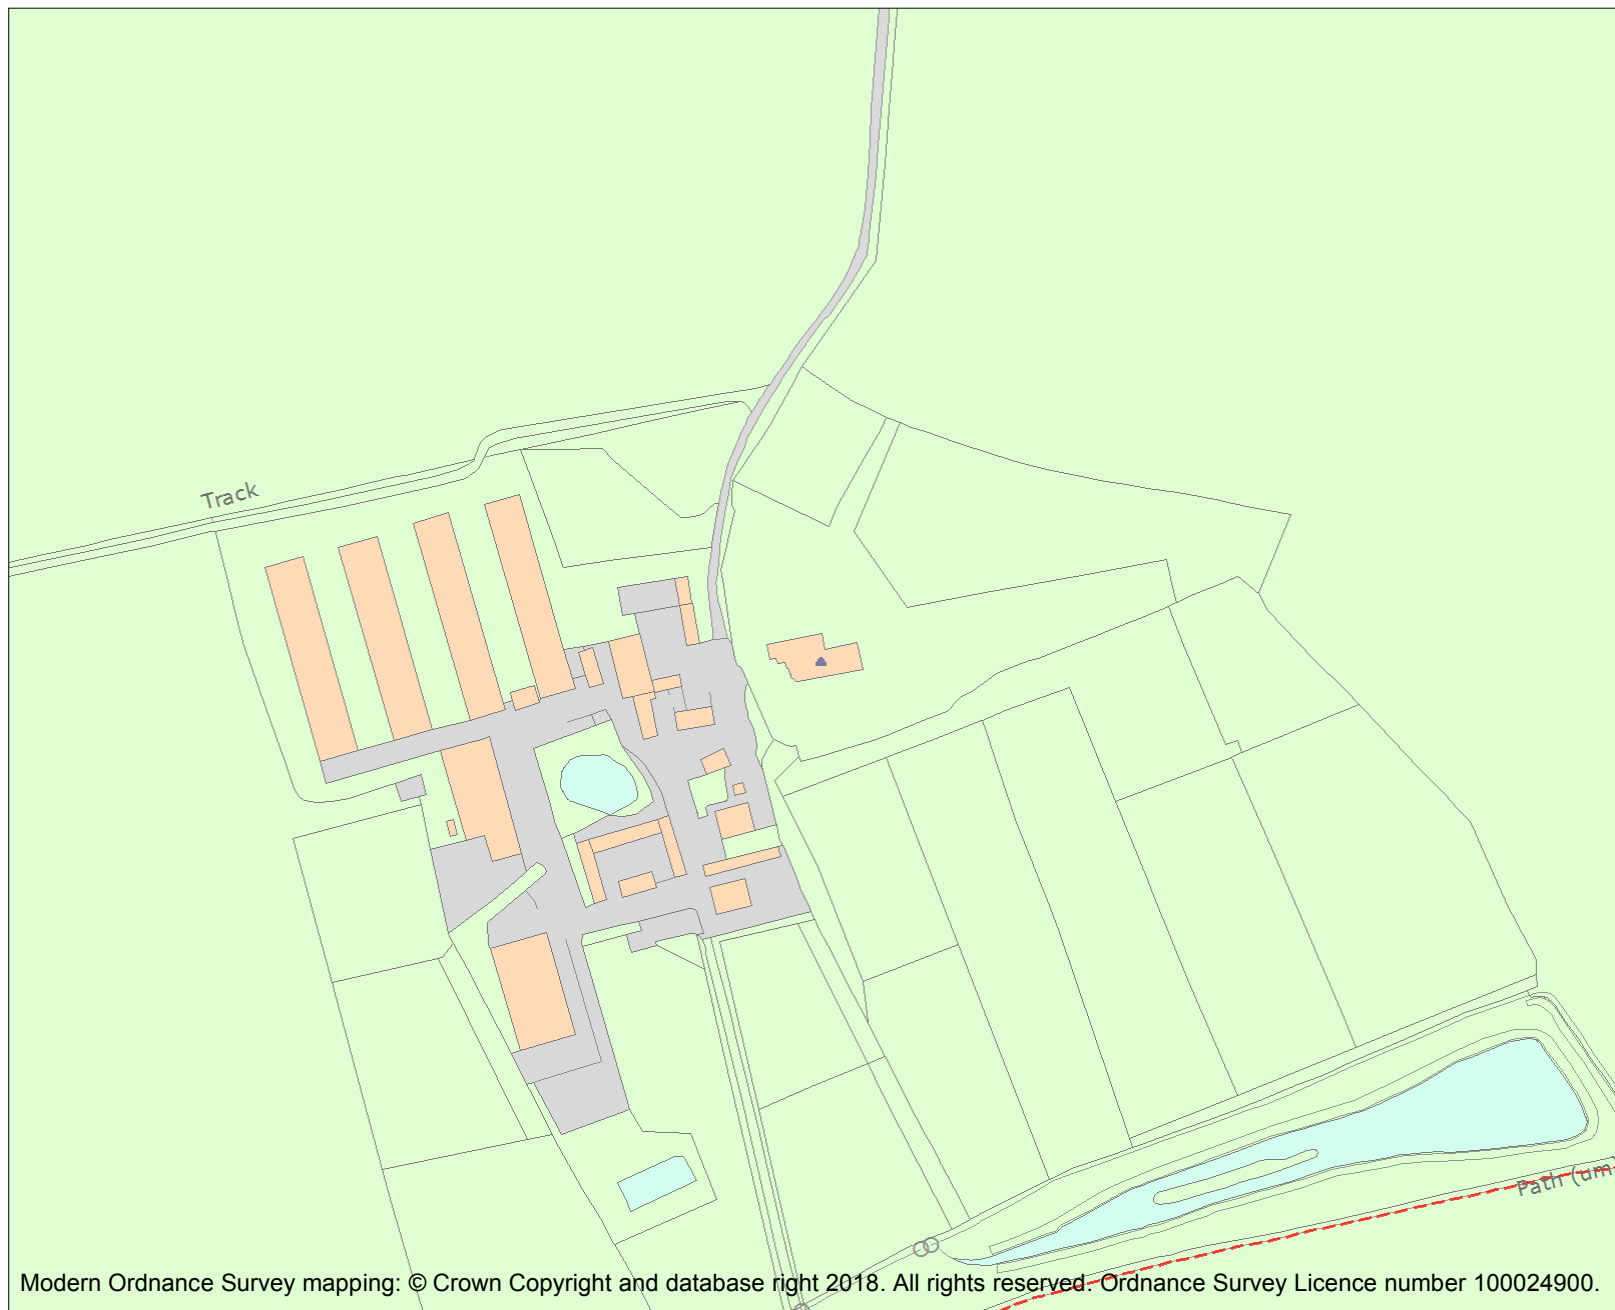 Track
Path (um)
Modern Ordnance Survey mapping: © Crown Copyright and database right 2018. All rights reserved. Ordnance Survey Licence number 100024900.